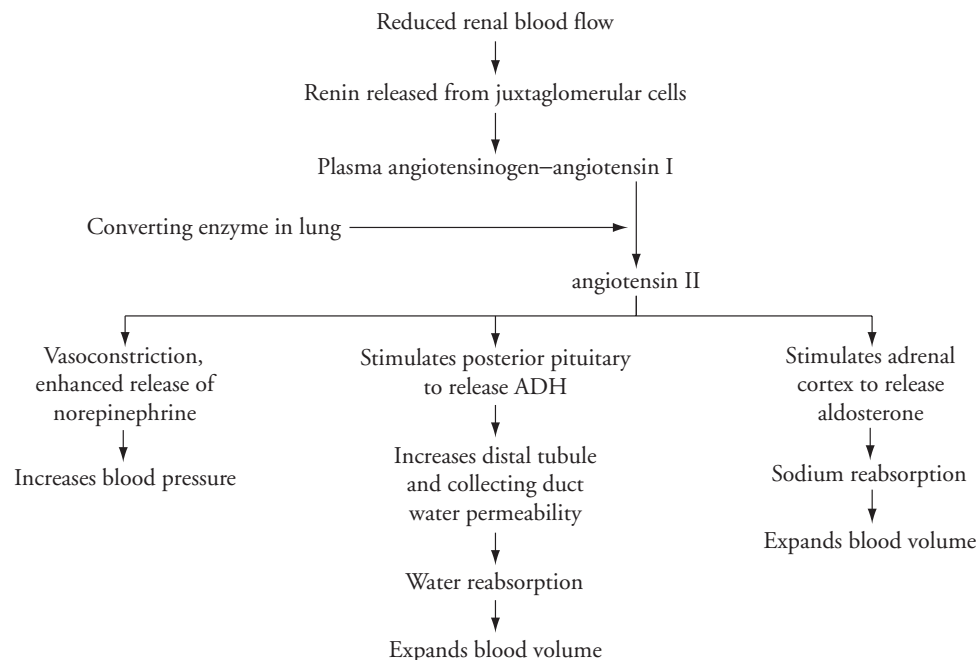 Reduced renal blood flow
Renin released from juxtaglomerular cells
Plasma angiotensinogen–angiotensin I
Converting enzyme in lung
angiotensin II
Vasoconstriction,
enhanced release of
norepinephrine
Increases blood pressure
Stimulates posterior pituitary
to release ADH
Increases distal tubule
and collecting duct
water permeability
Water reabsorption
Expands blood volume
Stimulates adrenal
cortex to release
aldosterone
Sodium reabsorption
Expands blood volume